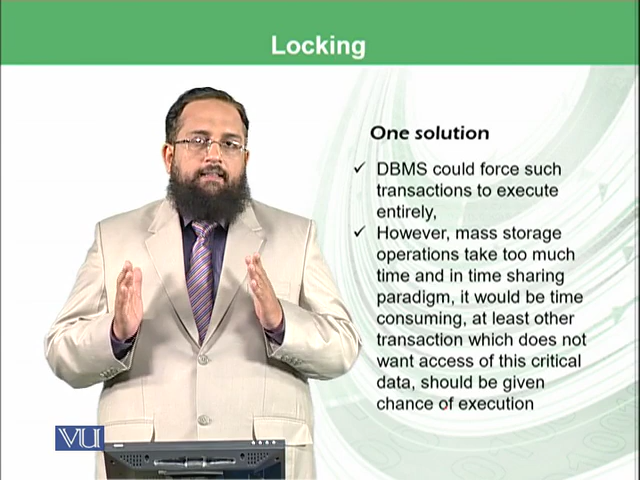 Locking
One solution
✓ DBMS could force such
transactions to execute
entirely,
✓ However, mass storage
operations take too much
time and in time sharing
paradigm, it would be time
consuming, at least other
transaction which does not
want access of this critical
data, should be given
chance of execution
VU